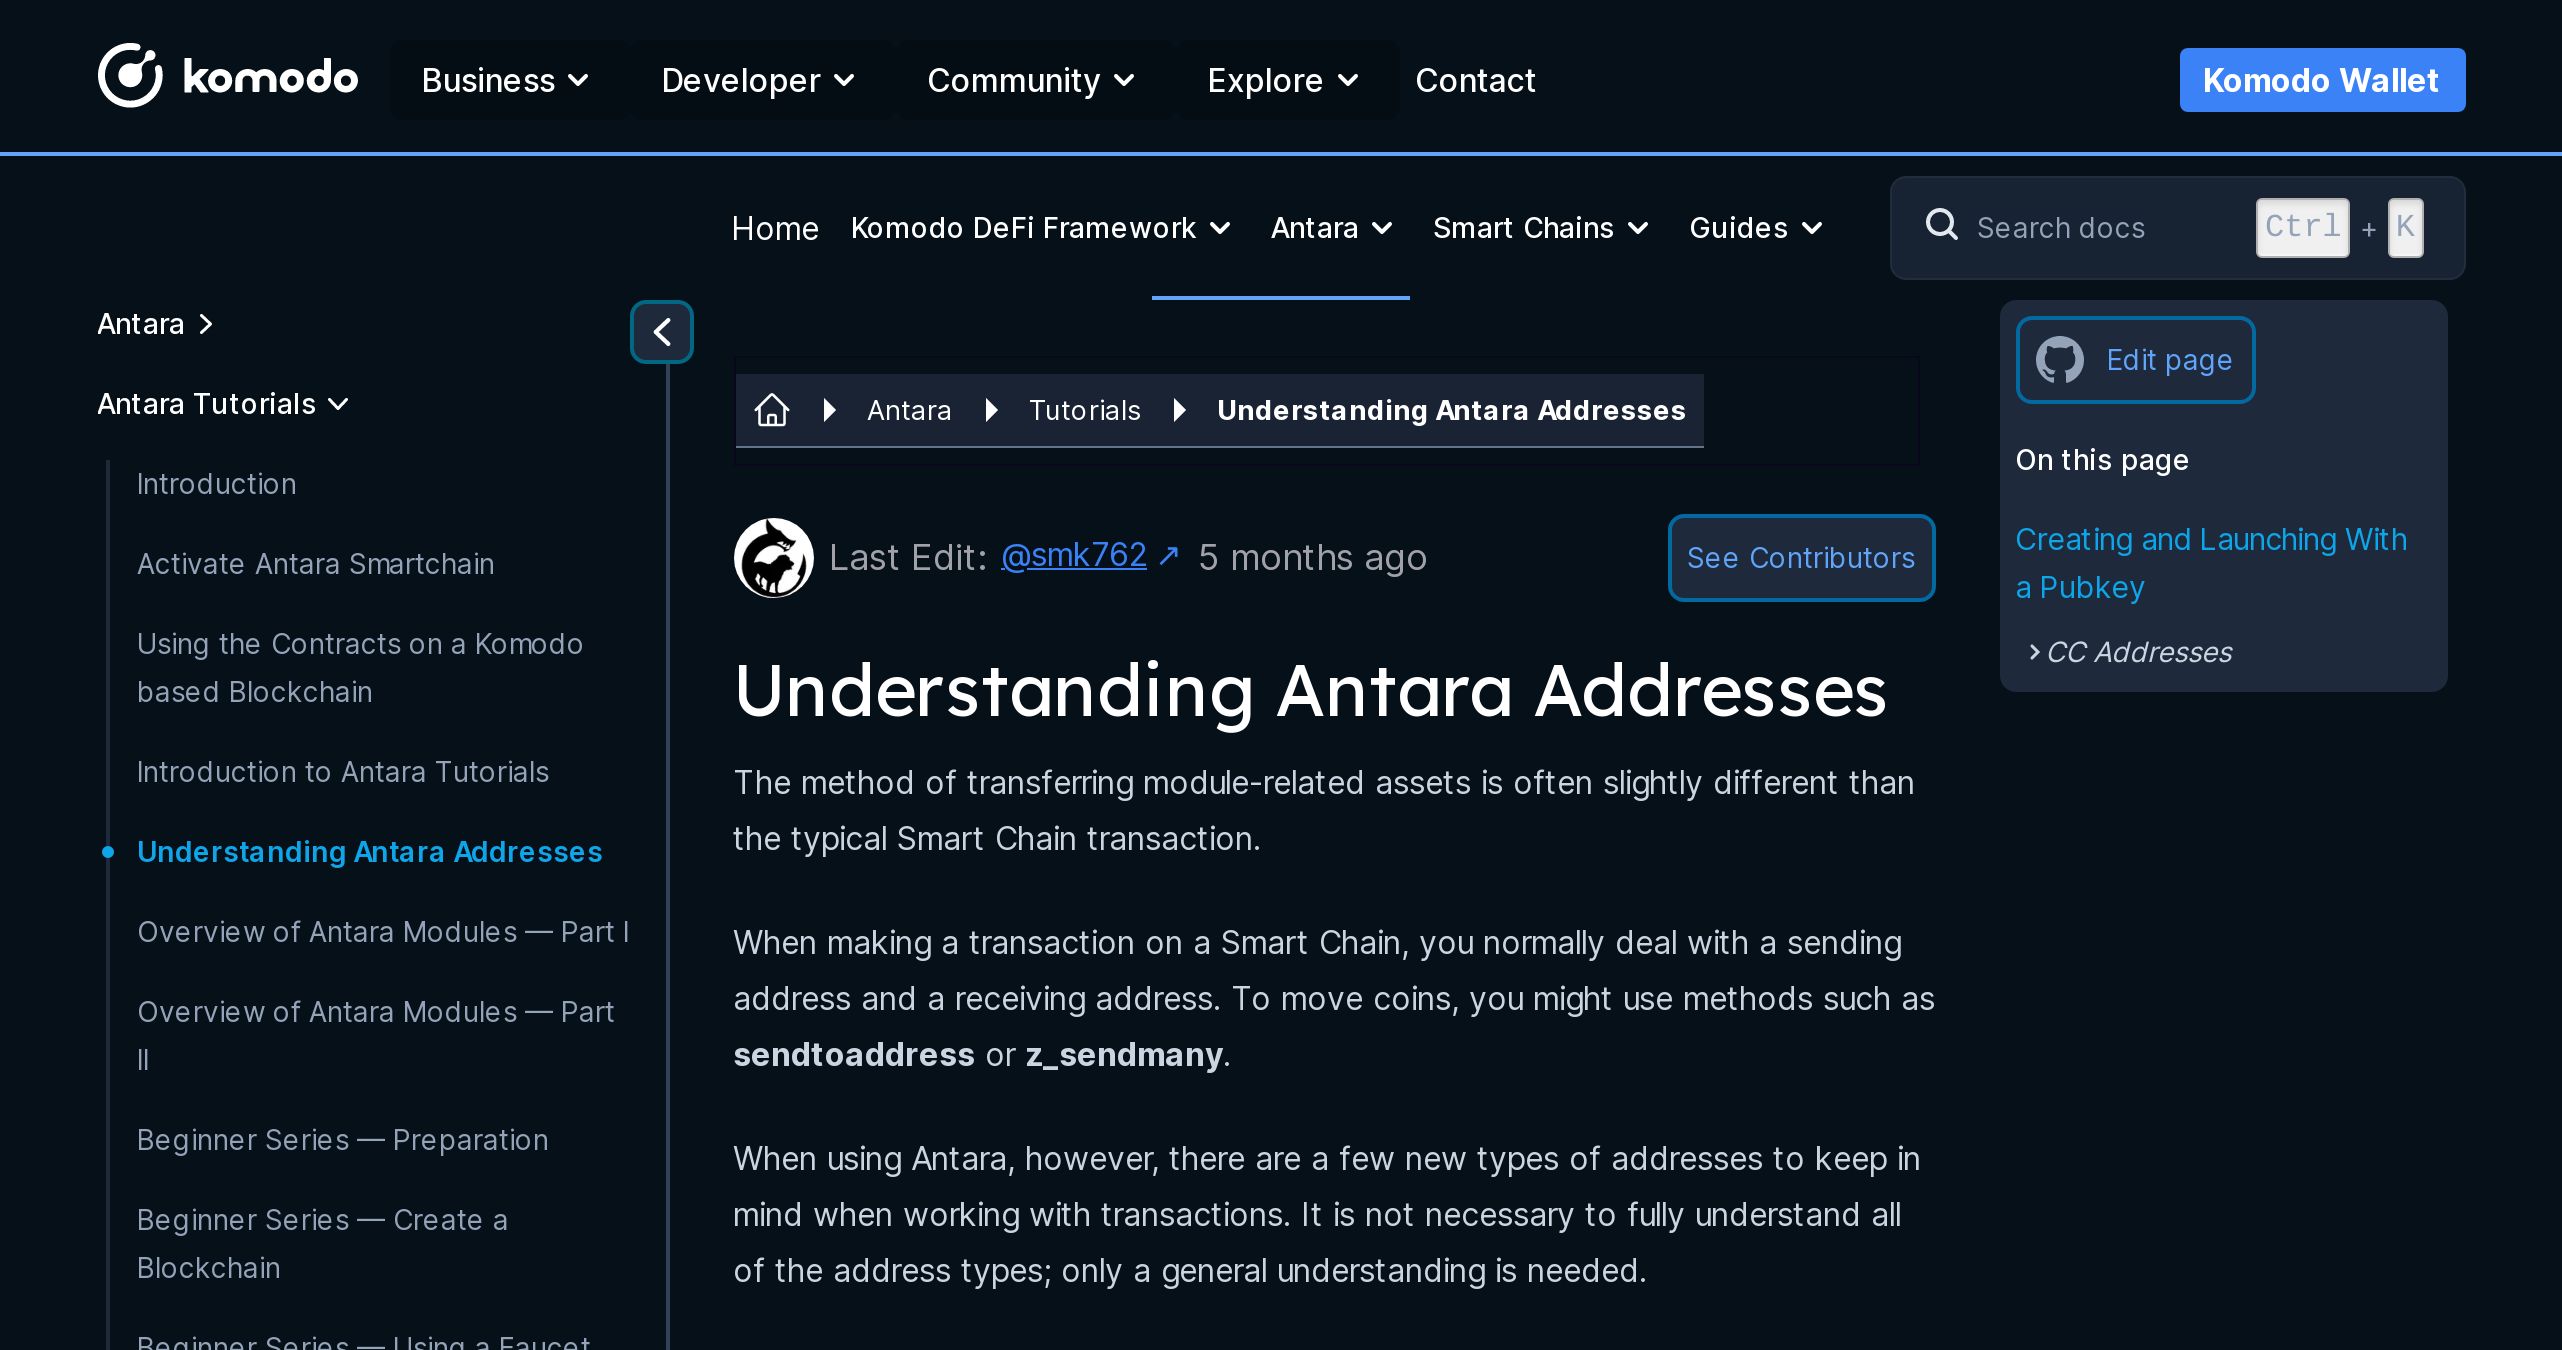 komodo
Business
Developer
Community
Explore
Contact
Komodo Wallet
Home
Komodo DeFi Framework
Antara
Smart Chains
Guides
Search docs
Ctrl + K
Antara
Antara Tutorials
Introduction
Activate Antara Smartchain
Using the Contracts on a Komodo
based Blockchain
Introduction to Antara Tutorials
Understanding Antara Addresses
Overview of Antara Modules — Part I
Overview of Antara Modules — Part
II
Beginner Series — Preparation
Beginner Series — Create a
Blockchain
Beginner Series — Using a Faucet
Antara
Tutorials
Understanding Antara Addresses
Last Edit: @smk762 ↗ 5 months ago
See Contributors
Understanding Antara Addresses
The method of transferring module-related assets is often slightly different than
the typical Smart Chain transaction.
When making a transaction on a Smart Chain, you normally deal with a sending
address and a receiving address. To move coins, you might use methods such as
sendtoaddress or z_sendmany.
When using Antara, however, there are a few new types of addresses to keep in
mind when working with transactions. It is not necessary to fully understand all
of the address types; only a general understanding is needed.
Edit page
On this page
Creating and Launching With
a Pubkey
CC Addresses